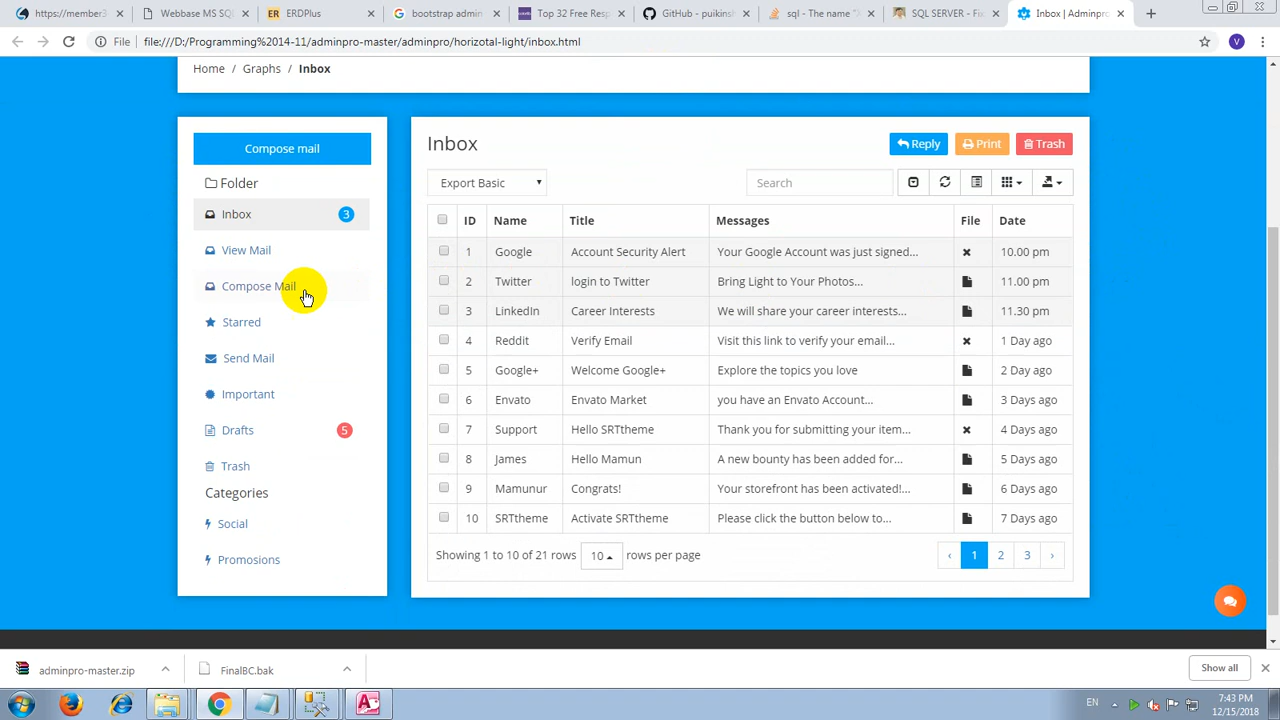 https://member3
Webbase MS SQL
ERDPlus
bootstrap admin
Top 32 Free Resp
GitHub - puikinsh
sql - The name "
SQL SERVER - Fi
Inbox | Adminpro
File
file:///D:/Programming%2014-11/adminpro-master/adminpro/horizotal-light/inbox.html
V
Home / Graphs / Inbox
Compose mail
Folder
Inbox 3
View Mail
Compose Mail
Starred
Send Mail
Important
Drafts 5
Trash
Categories
Social
Promosions
Inbox
Reply
Print
Trash
Export Basic
Search
ID Name Title Messages File Date
1 Google Account Security Alert Your Google Account was just signed... 10.00 pm
2 Twitter login to Twitter Bring Light to Your Photos... 11.00 pm
3 LinkedIn Career Interests We will share your career interests... 11.30 pm
4 Reddit Verify Email Visit this link to verify your email... 1 Day ago
5 Google+ Welcome Google+ Explore the topics you love 2 Day ago
6 Envato Envato Market you have an Envato Account... 3 Days ago
7 Support Hello SRTtheme Thank you for submitting your item... 4 Days ago
8 James Hello Mamun A new bounty has been added for... 5 Days ago
9 Mamunur Congrats! Your storefront has been activated!... 6 Days ago
10 SRTtheme Activate SRTtheme Please click the button below to... 7 Days ago
Showing 1 to 10 of 21 rows 10 rows per page
‹ 1 2 3 ›
adminpro-master.zip
FinalBC.bak
Show all
EN
7:43 PM
12/15/2018